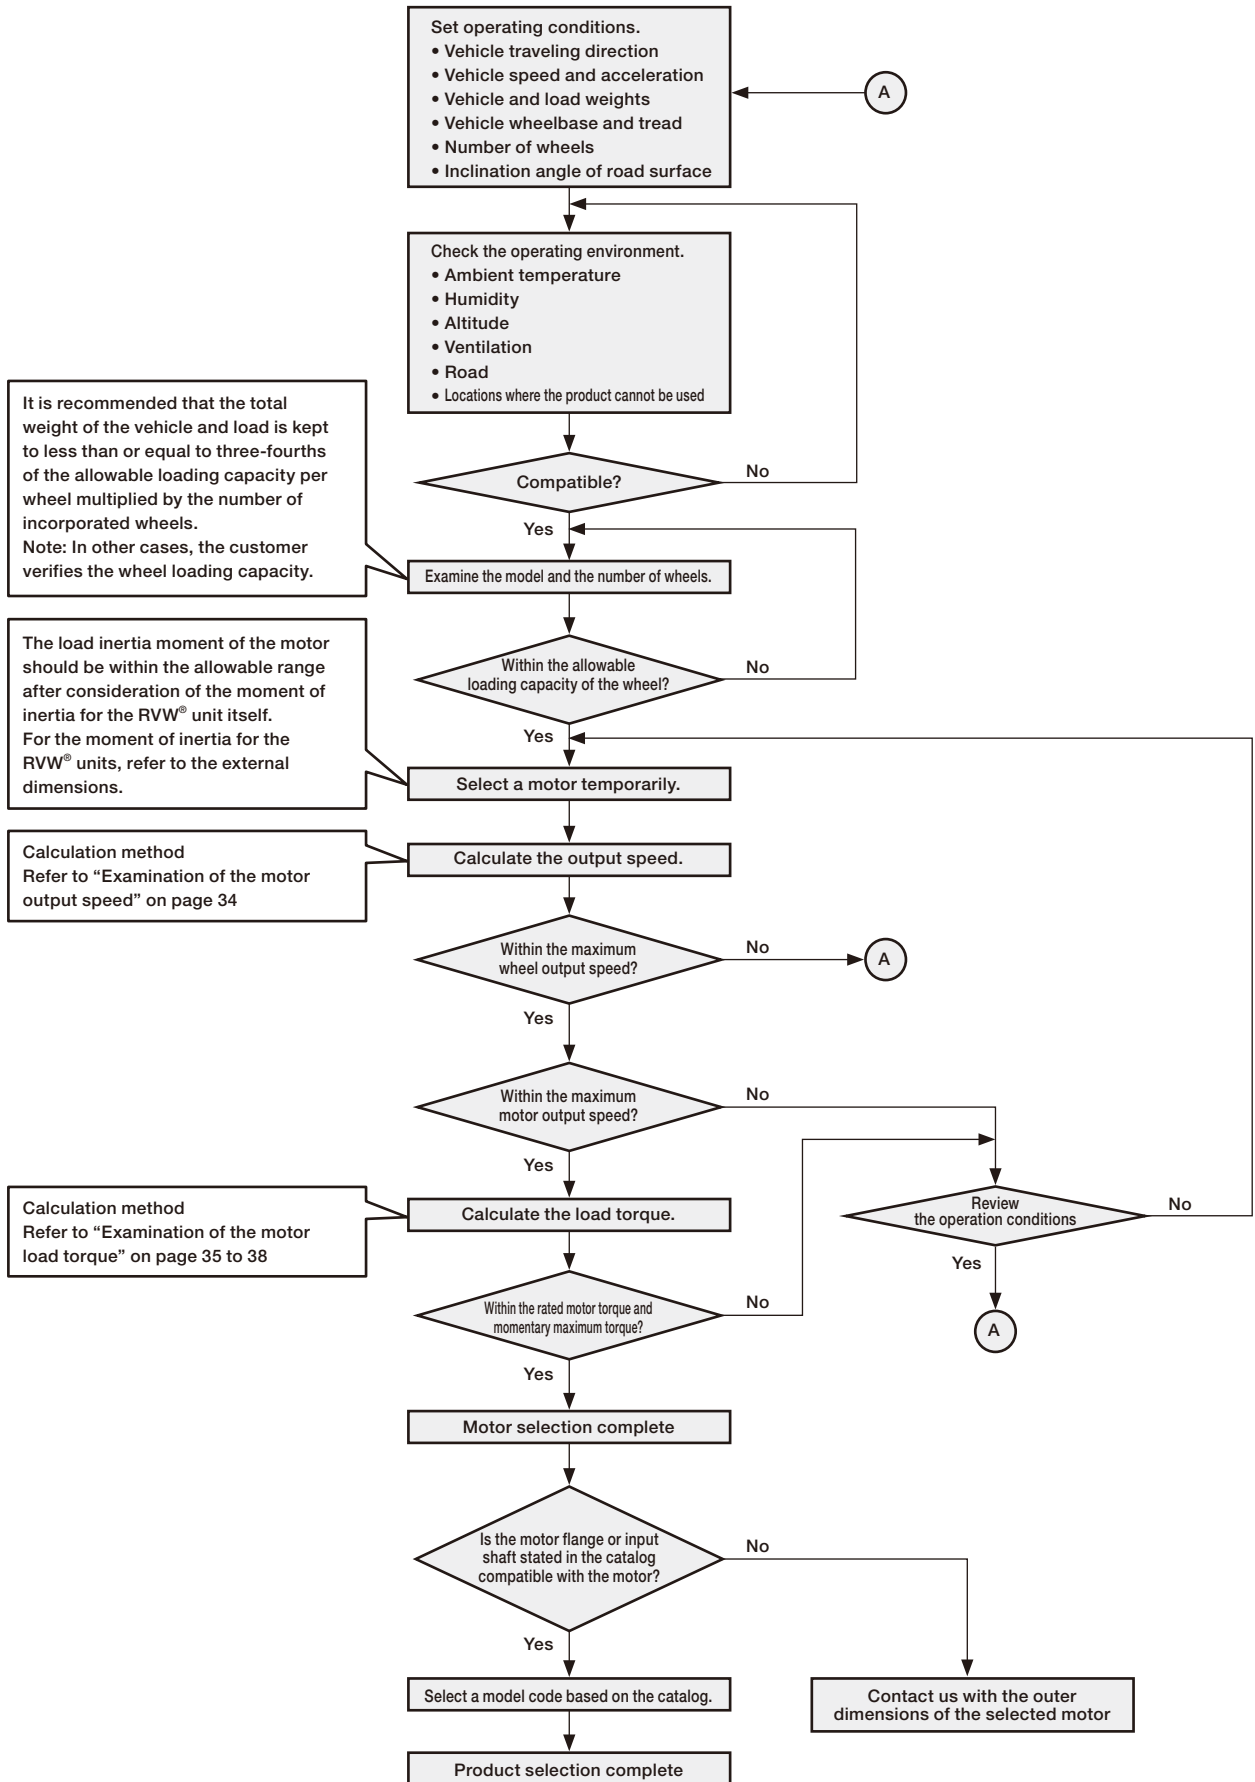 Set operating conditions.
• Vehicle traveling direction
• Vehicle speed and acceleration
• Vehicle and load weights
• Vehicle wheelbase and tread
• Number of wheels
• Inclination angle of road surface
A
Check the operating environment.
• Ambient temperature
• Humidity
• Altitude
• Ventilation
• Road
• Locations where the product cannot be used
It is recommended that the total
weight of the vehicle and load is kept
to less than or equal to three-fourths
of the allowable loading capacity per
wheel multiplied by the number of
incorporated wheels.
Note: In other cases, the customer
verifies the wheel loading capacity.
Compatible?
No
Yes
Examine the model and the number of wheels.
The load inertia moment of the motor
should be within the allowable range
after consideration of the moment of
inertia for the RVW® unit itself.
For the moment of inertia for the
RVW® units, refer to the external
dimensions.
Within the allowable
loading capacity of the wheel?
No
Yes
Select a motor temporarily.
Calculation method
Refer to “Examination of the motor
output speed” on page 34
Calculate the output speed.
Within the maximum
wheel output speed?
No
A
Yes
Within the maximum
motor output speed?
No
Yes
Calculation method
Refer to “Examination of the motor
load torque” on page 35 to 38
Calculate the load torque.
Review
the operation conditions
No
Yes
A
Within the rated motor torque and
momentary maximum torque?
No
Yes
Motor selection complete
Is the motor flange or input
shaft stated in the catalog
compatible with the motor?
No
Yes
Select a model code based on the catalog.
Contact us with the outer
dimensions of the selected motor
Product selection complete